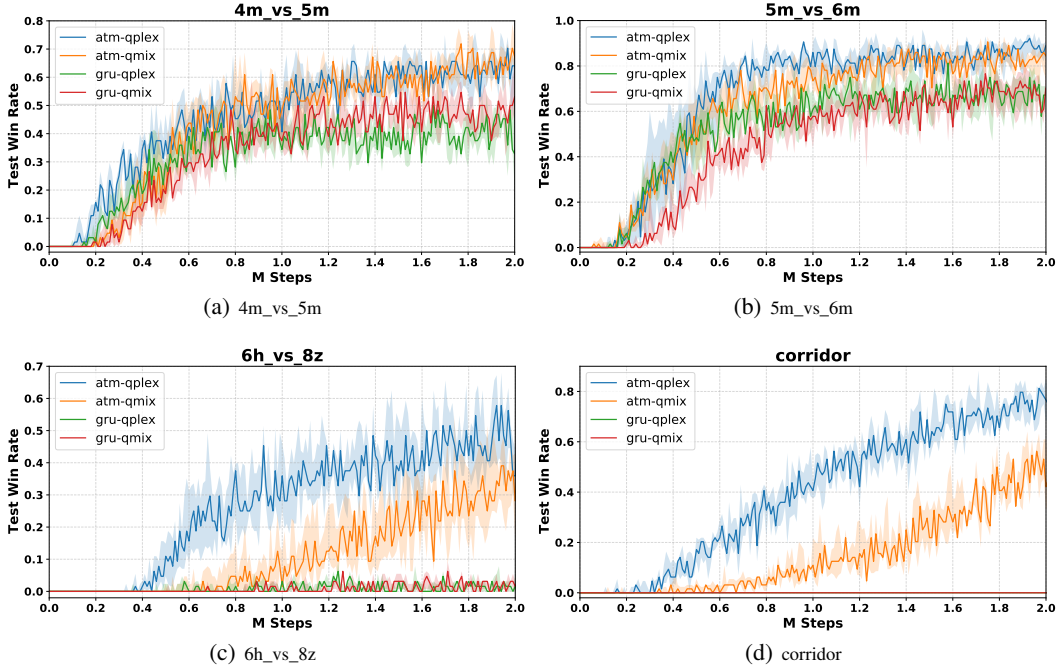 4m_vs_5m
0.8
0.7
0.6
0.5
0.4
0.3
0.2
0.1
0.0
Test Win Rate
atm-qplex
atm-qmix
gru-qplex
gru-qmix
0.0 0.2 0.4 0.6 0.8 1.0 1.2 1.4 1.6 1.8 2.0
M Steps
(a) 4m_vs_5m
5m_vs_6m
1.0
0.8
0.6
0.4
0.2
0.0
Test Win Rate
atm-qplex
atm-qmix
gru-qplex
gru-qmix
0.0 0.2 0.4 0.6 0.8 1.0 1.2 1.4 1.6 1.8 2.0
M Steps
(b) 5m_vs_6m
6h_vs_8z
0.7
0.6
0.5
0.4
0.3
0.2
0.1
0.0
Test Win Rate
atm-qplex
atm-qmix
gru-qplex
gru-qmix
0.0 0.2 0.4 0.6 0.8 1.0 1.2 1.4 1.6 1.8 2.0
M Steps
(c) 6h_vs_8z
corridor
0.8
0.6
0.4
0.2
0.0
Test Win Rate
atm-qplex
atm-qmix
gru-qplex
gru-qmix
0.0 0.2 0.4 0.6 0.8 1.0 1.2 1.4 1.6 1.8 2.0
M Steps
(d) corridor